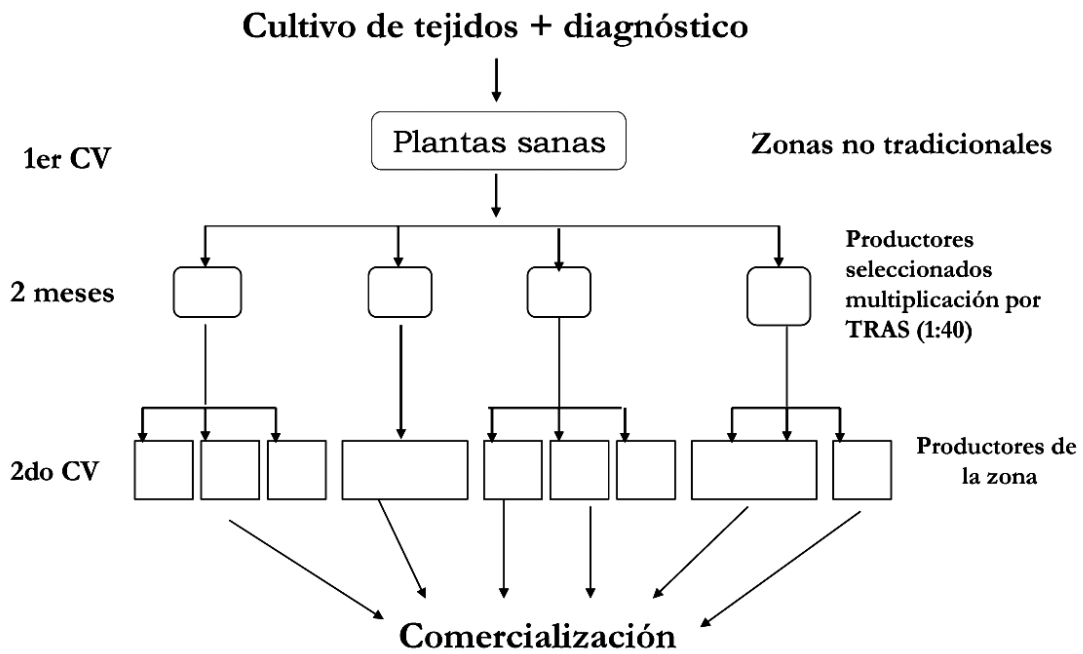 Cultivo de tejidos + diagnóstico
Plantas sanas
1er CV
Zonas no tradicionales
Productores
seleccionados
multiplicación por
TRAS (1:40)
2 meses
2do CV
Productores de
la zona
Comercialización